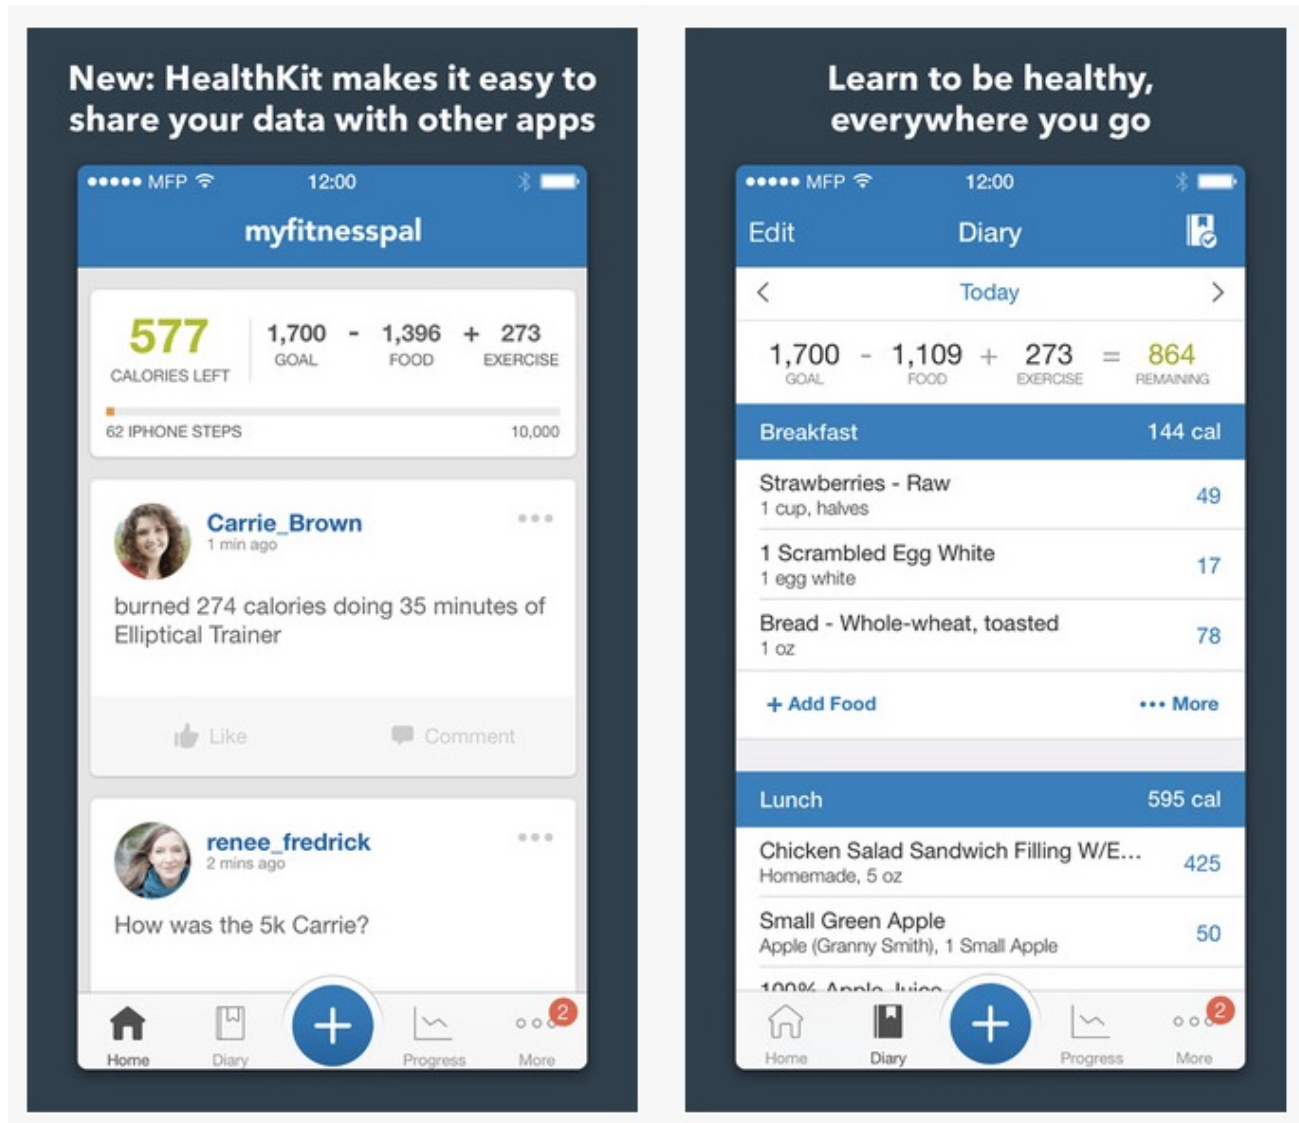 New: HealthKit makes it easy to
share your data with other apps
MFP 12:00
myfitnesspal
577
CALORIES LEFT
1,700 - 1,396 + 273
GOAL FOOD EXERCISE
62 IPHONE STEPS 10,000
Carrie_Brown
1 min ago
burned 274 calories doing 35 minutes of
Elliptical Trainer
Like Comment
renee_fredrick
2 mins ago
How was the 5k Carrie?
2
Home Diary Progress More
Learn to be healthy,
everywhere you go
MFP 12:00
Edit Diary
Today
1,700 - 1,109 + 273 = 864
GOAL FOOD EXERCISE REMAINING
Breakfast 144 cal
Strawberries - Raw
1 cup, halves
49
1 Scrambled Egg White
1 egg white
17
Bread - Whole-wheat, toasted
1 oz
78
+ Add Food ••• More
Lunch 595 cal
Chicken Salad Sandwich Filling W/E...
Homemade, 5 oz
425
Small Green Apple
Apple (Granny Smith), 1 Small Apple
50
100% Apple Juice
2
Home Diary Progress More